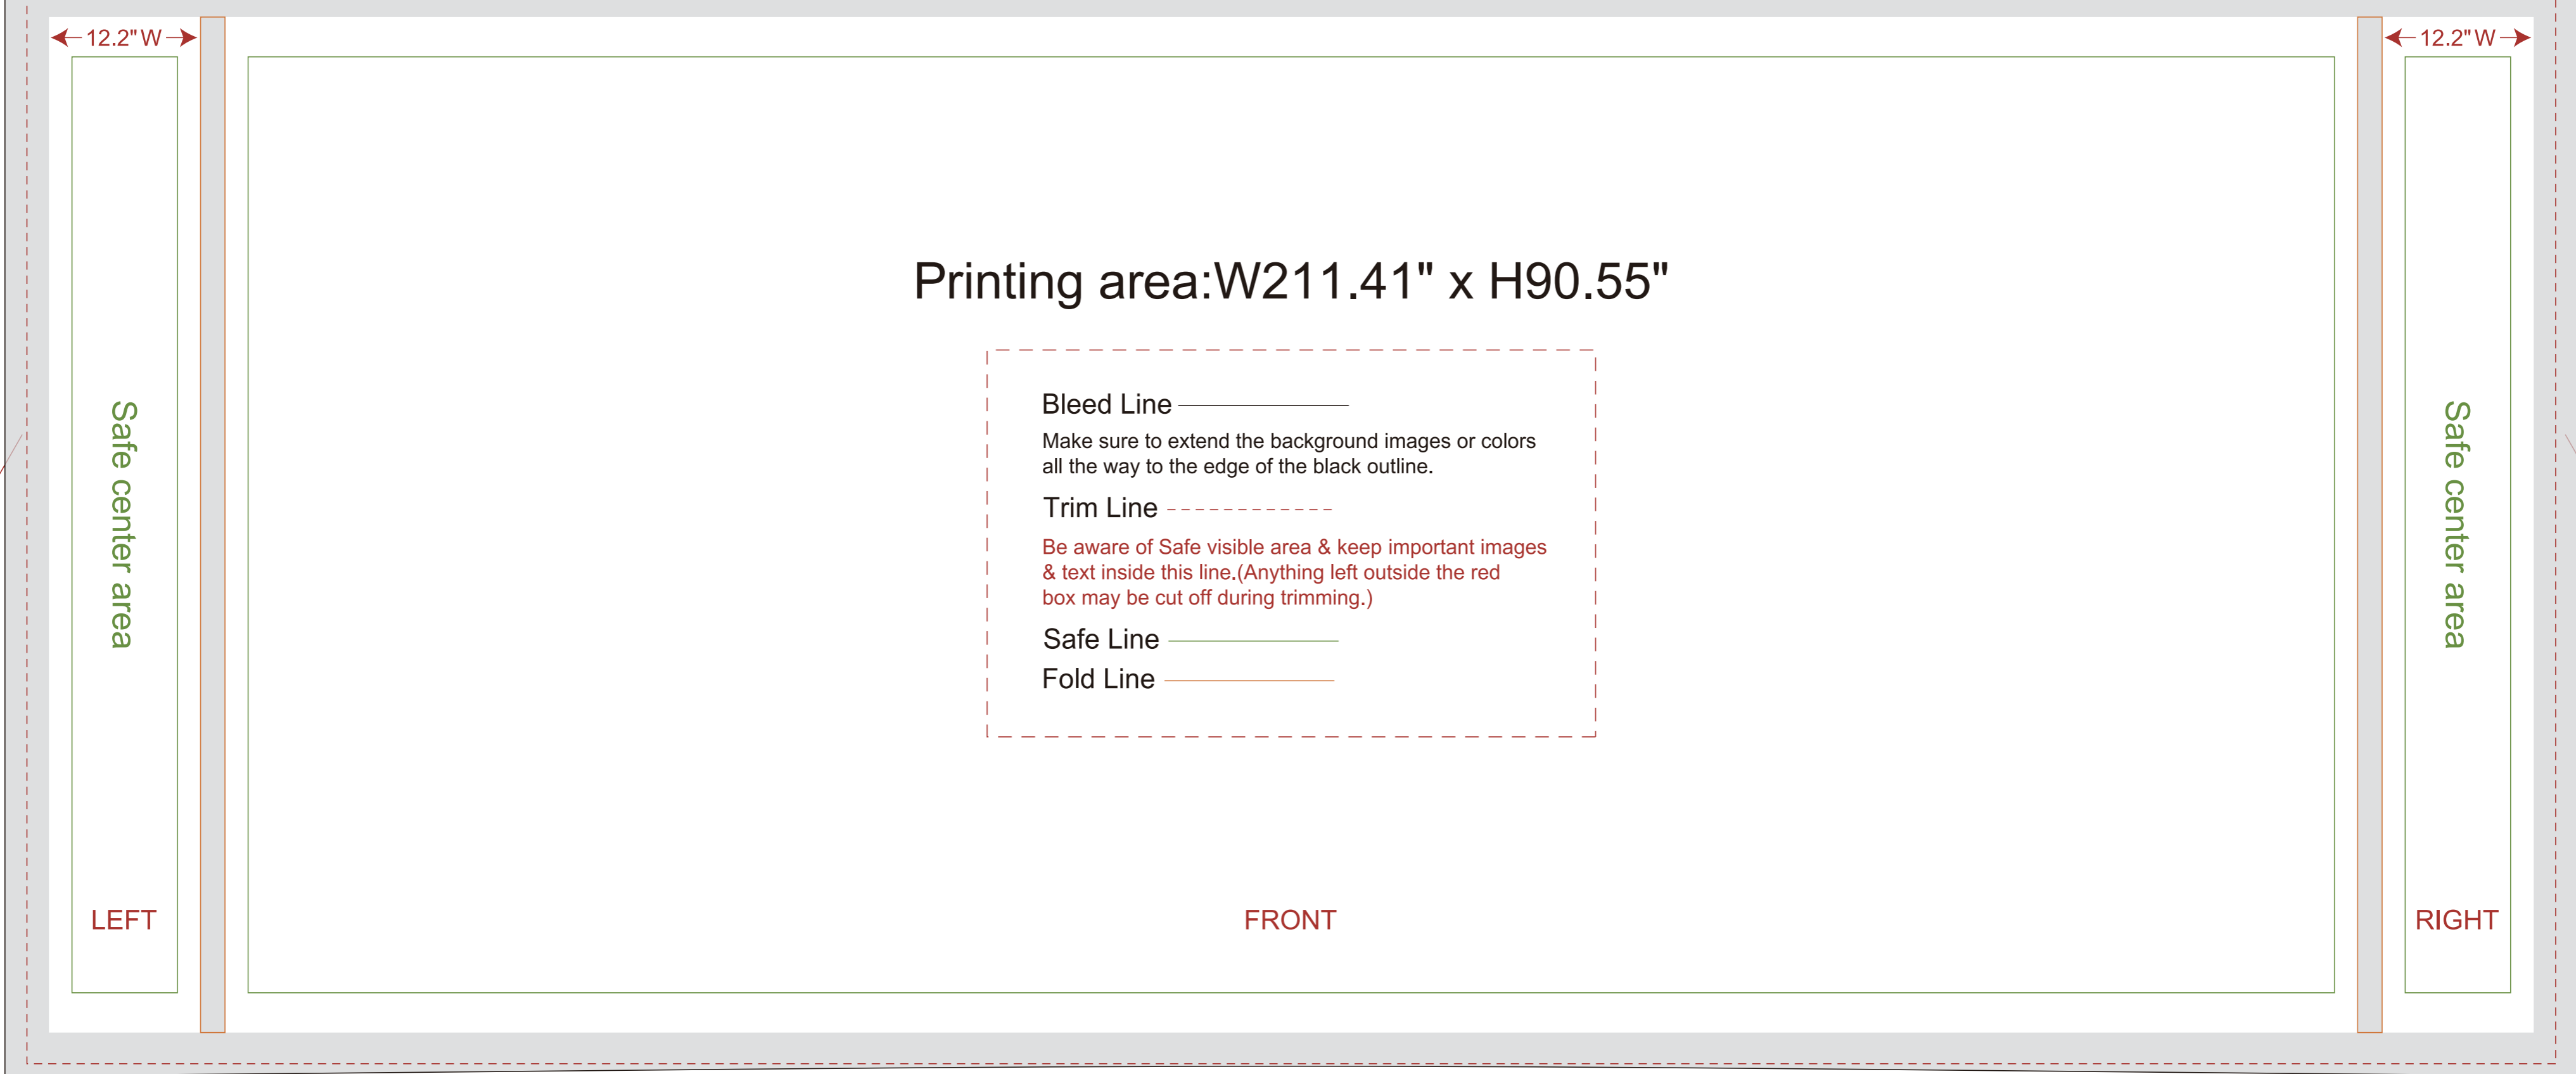 12.2" W
12.2" W
Printing area:W211.41" x H90.55"
Bleed Line
Make sure to extend the background images or colors
all the way to the edge of the black outline.
Trim Line
Be aware of Safe visible area & keep important images
& text inside this line.(Anything left outside the red
box may be cut off during trimming.)
Safe Line
Fold Line
Safe center area
Safe center area
LEFT
FRONT
RIGHT